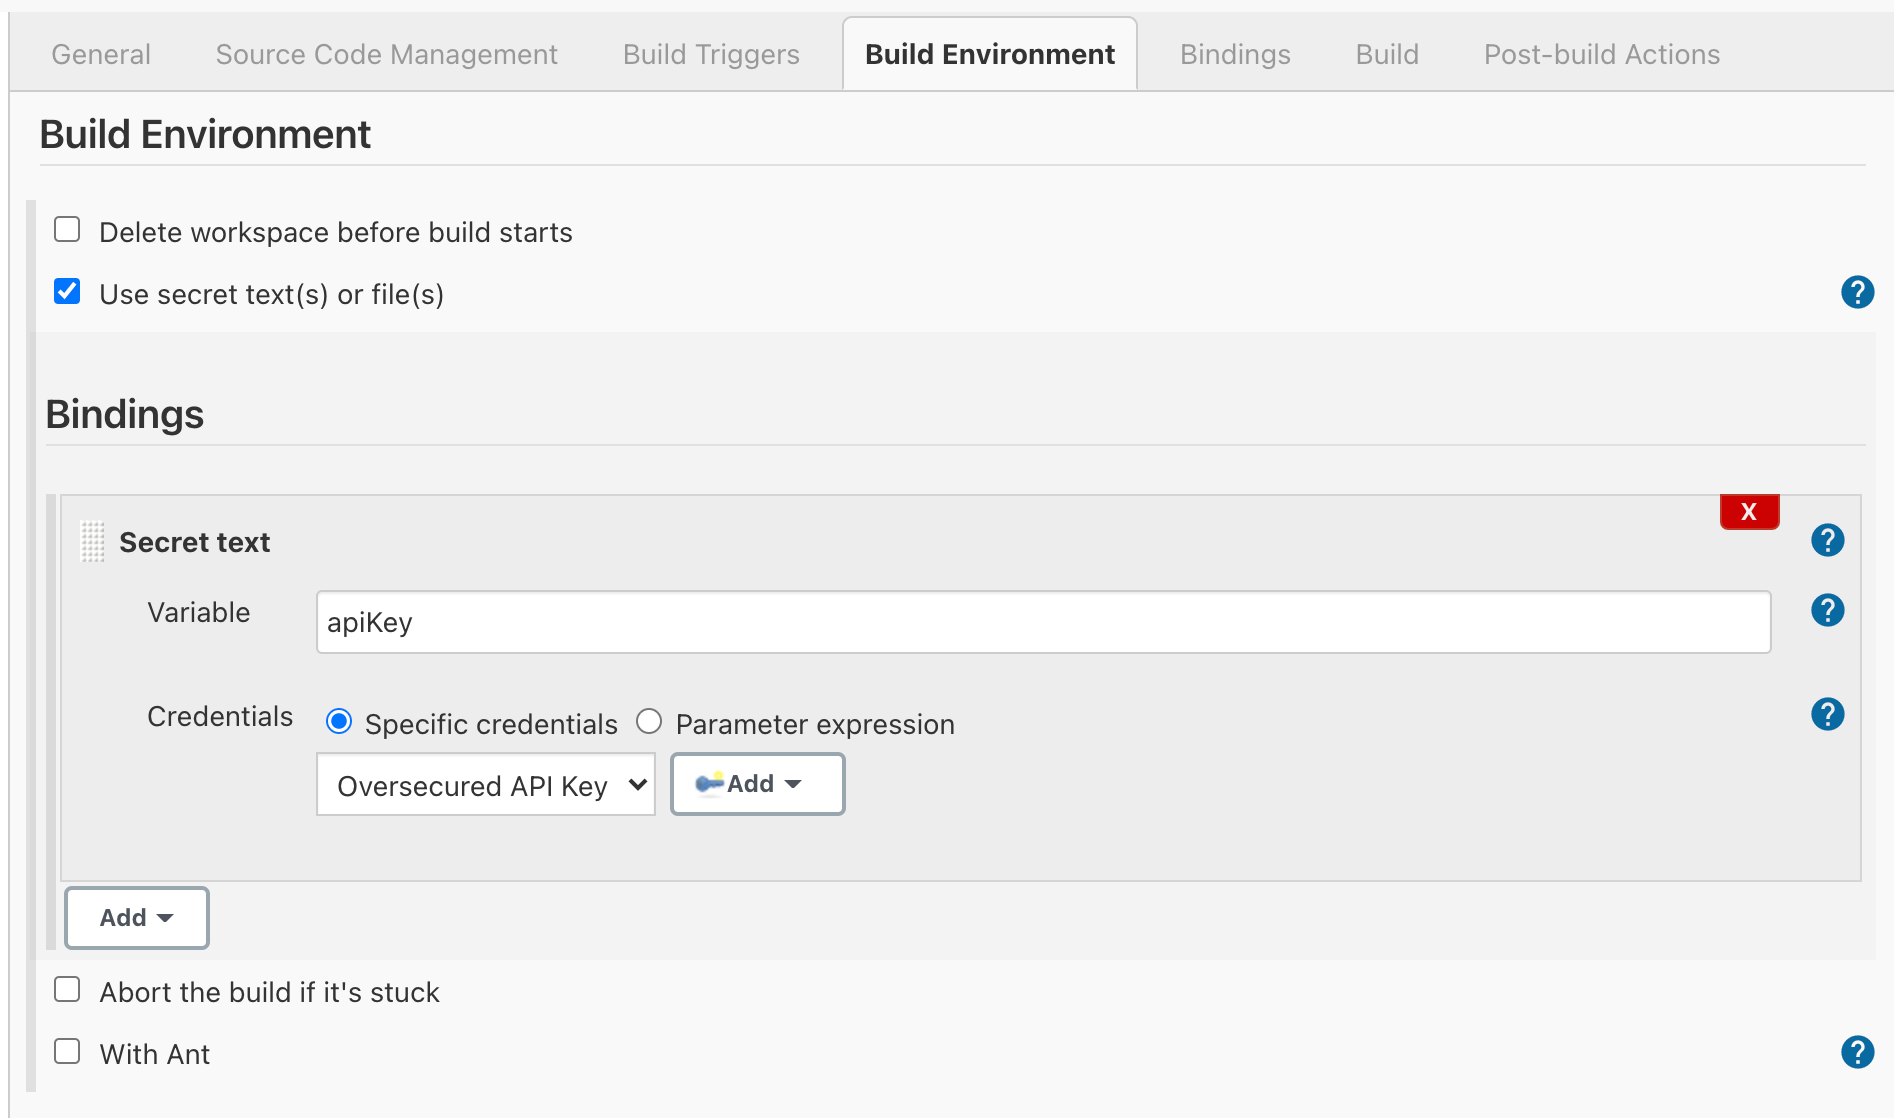 General Source Code Management Build Triggers Build Environment Bindings Build Post-build Actions
Build Environment
Delete workspace before build starts
Use secret text(s) or file(s)
?
Bindings
X
Secret text
?
Variable apiKey
?
Credentials Specific credentials Parameter expression
?
Oversecured API Key Add
Add
Abort the build if it's stuck
With Ant
?